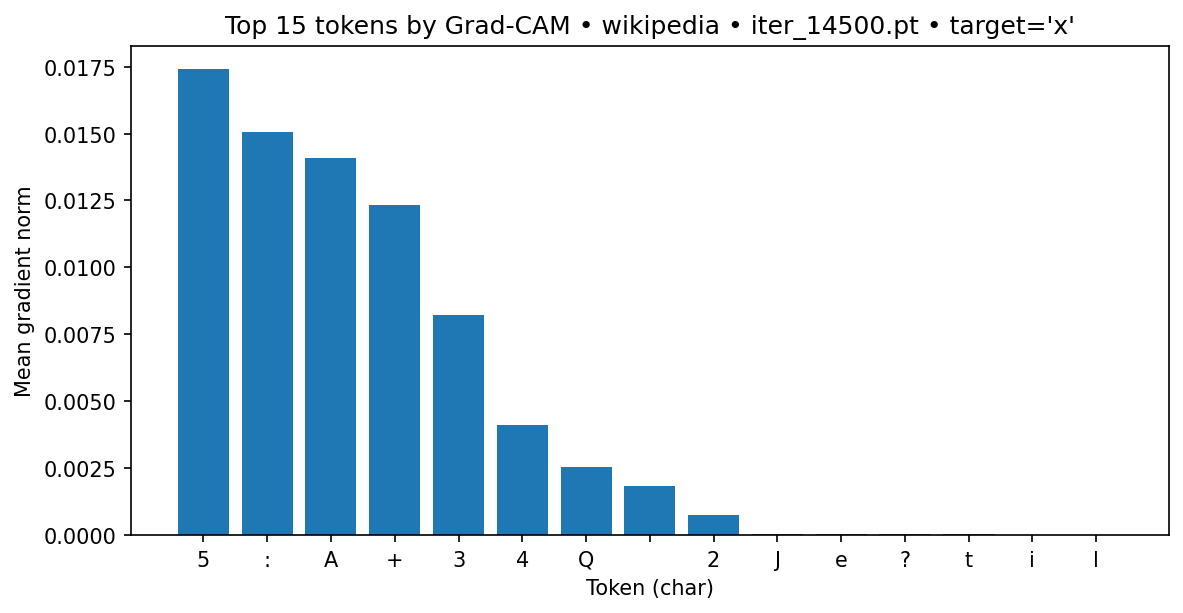 Top 15 tokens by Grad-CAM • wikipedia • iter_14500.pt • target='x'
0.0175
0.0150
0.0125
0.0100
0.0075
0.0050
0.0025
0.0000
Mean gradient norm
5 : A + 3 4 Q 2 J e ? t i l
Token (char)